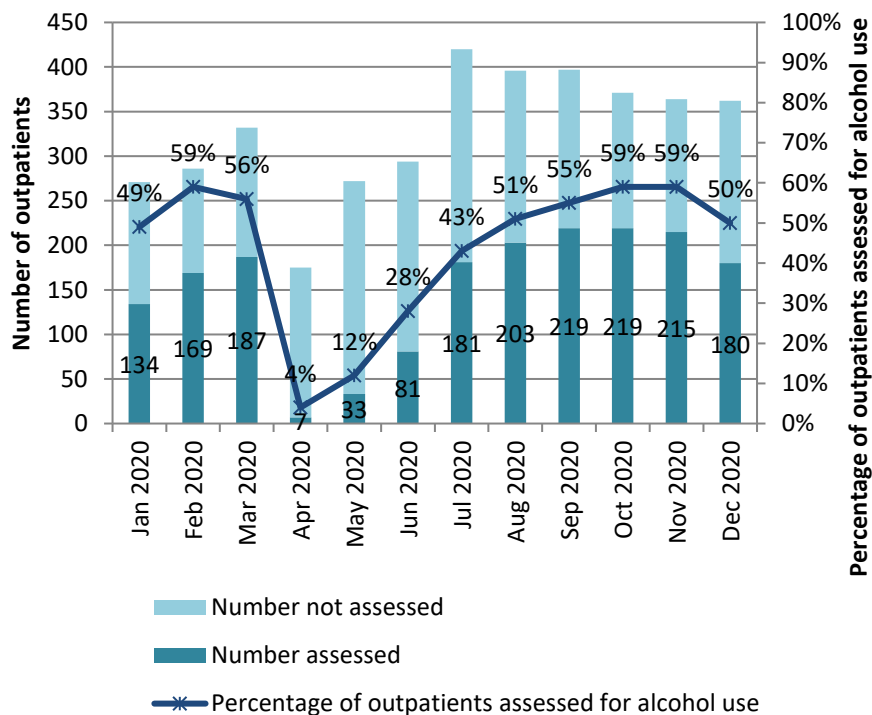 Number of outpatients
450
400
350
300
250
200
150
100
50
0
49%
59%
56%
4%
12%
28%
43%
51%
55%
59%
59%
50%
134
169
187
7
33
81
181
203
219
219
215
180
100%
90%
80%
70%
60%
50%
40%
30%
20%
10%
0%
Percentage of outpatients assessed for alcohol use
Jan 2020
Feb 2020
Mar 2020
Apr 2020
May 2020
Jun 2020
Jul 2020
Aug 2020
Sep 2020
Oct 2020
Nov 2020
Dec 2020
Number not assessed
Number assessed
Percentage of outpatients assessed for alcohol use